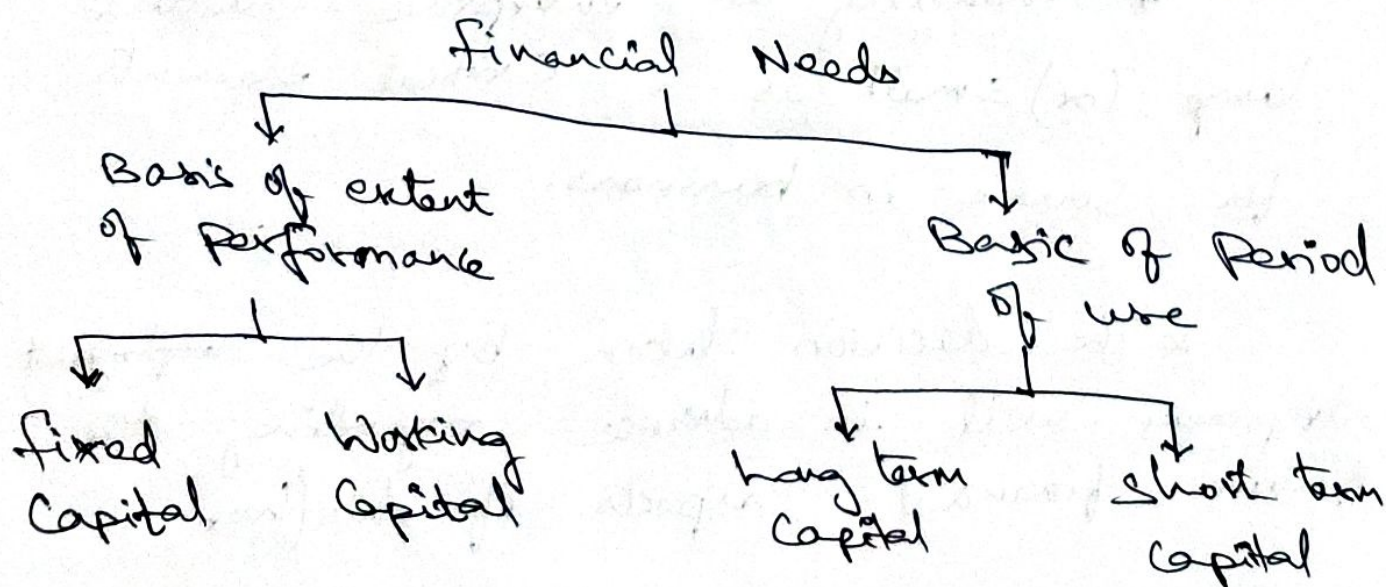 financial Needs
Basis of extent
of performance
Basic of Period
of use
fixed
Capital
Working
Capital
Long term
Capital
Short term
Capital